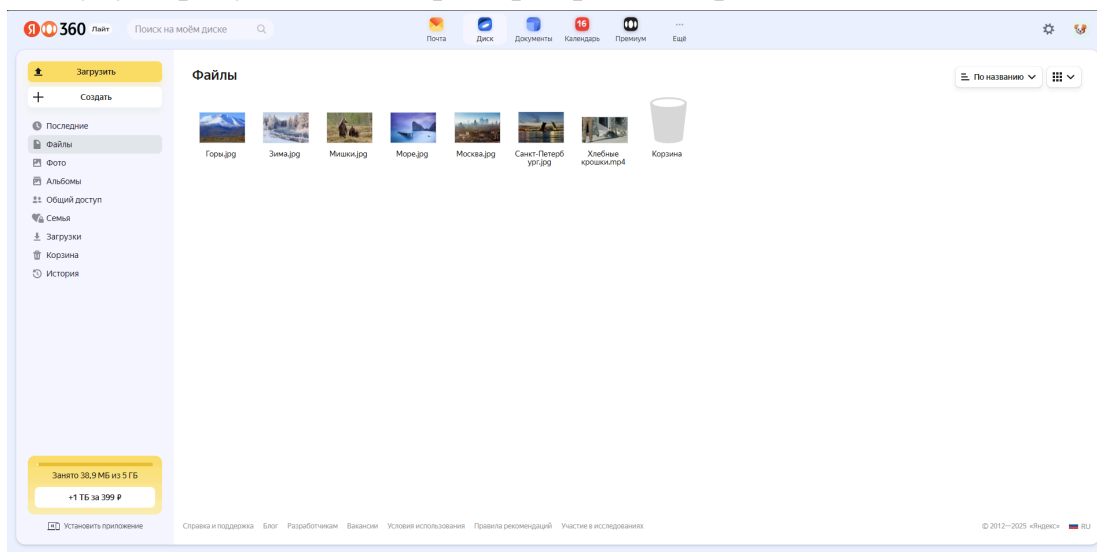 Я 360 Лайт
Поиск на моём диске
Почта
Диск
Документы
16
Календарь
Премиум
Ещё
Загрузить
Создать
Последние
Файлы
Фото
Альбомы
Общий доступ
Семья
Загрузки
Корзина
История
Занято 38,9 МБ из 5 ГБ
+1 ТБ за 399 ₽
Установить приложение
Файлы
По названию
Горы.jpg
Зима.jpg
Мишки.jpg
Море.jpg
Москва.jpg
Санкт-Петерб
ург.jpg
Хлебные
крошки.mp4
Корзина
Справка и поддержка Блог Разработчикам Вакансии Условия использования Правила рекомендаций Участие в исследованиях
© 2012—2025 «Яндекс» RU